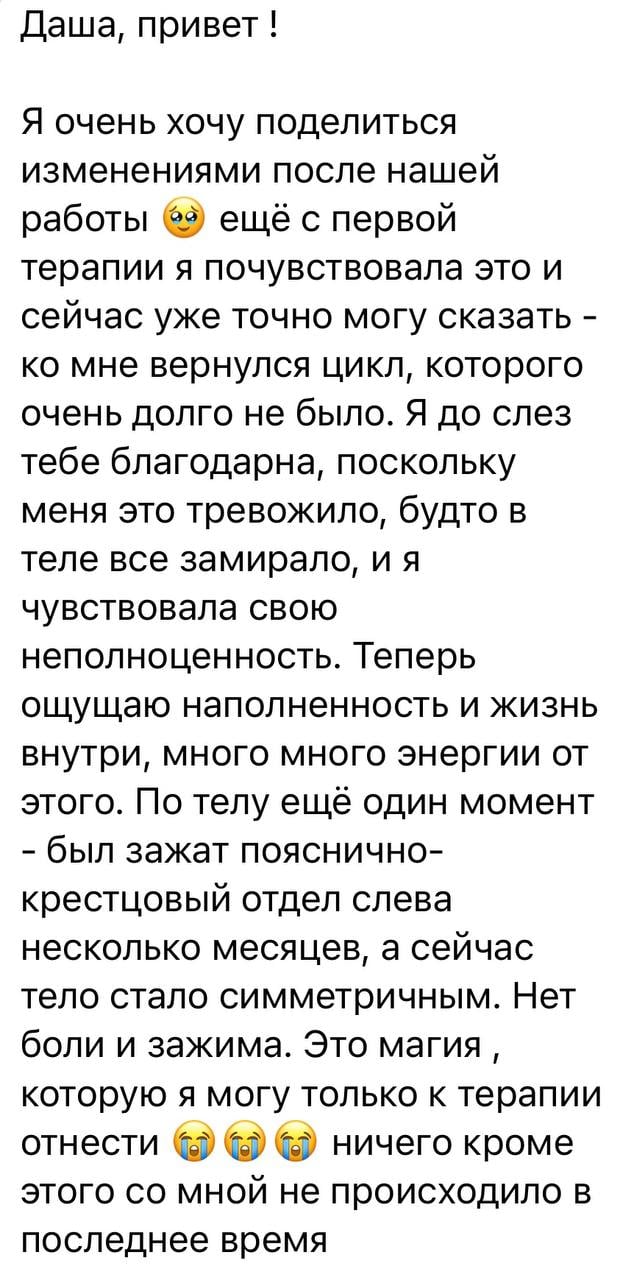 Даша, привет !
Я очень хочу поделиться
изменениями после нашей
работы 🥹 ещё с первой
терапии я почувствовала это и
сейчас уже точно могу сказать -
ко мне вернулся цикл, которого
очень долго не было. Я до слез
тебе благодарна, поскольку
меня это тревожило, будто в
теле все замирало, и я
чувствовала свою
неполноценность. Теперь
ощущаю наполненность и жизнь
внутри, много много энергии от
этого. По телу ещё один момент
- был зажат пояснично-
крестцовый отдел слева
несколько месяцев, а сейчас
тело стало симметричным. Нет
боли и зажима. Это магия ,
которую я могу только к терапии
отнести 😭😭😭 ничего кроме
этого со мной не происходило в
последнее время